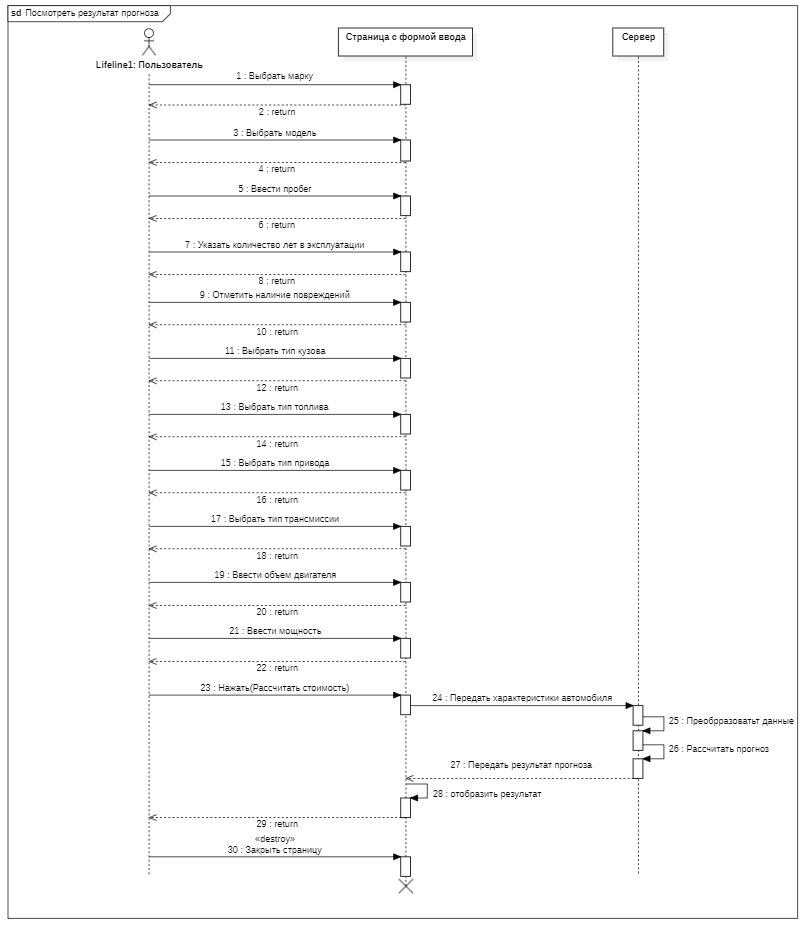 sd Посмотреть результат прогноза
Страница с формой ввода
Сервер
Lifeline1: Пользователь
1 : Выбрать марку
2 : return
3 : Выбрать модель
4 : return
5 : Ввести пробег
6 : return
7 : Указать количество лет в эксплуатации
8 : return
9 : Отметить наличие повреждений
10 : return
11 : Выбрать тип кузова
12 : return
13 : Выбрать тип топлива
14 : return
15 : Выбрать тип привода
16 : return
17 : Выбрать тип трансмиссии
18 : return
19 : Ввести объем двигателя
20 : return
21 : Ввести мощность
22 : return
23 : Нажать(Рассчитать стоимость)
24 : Передать характеристики автомобиля
25 : Преобрразоватьт данные
26 : Рассчитать прогноз
27 : Передать результат прогноза
28 : отобразить результат
29 : return
«destroy»
30 : Закрыть страницу